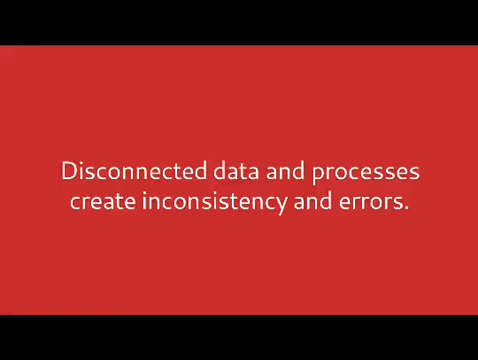 Disconnected data and processes
create inconsistency and errors.